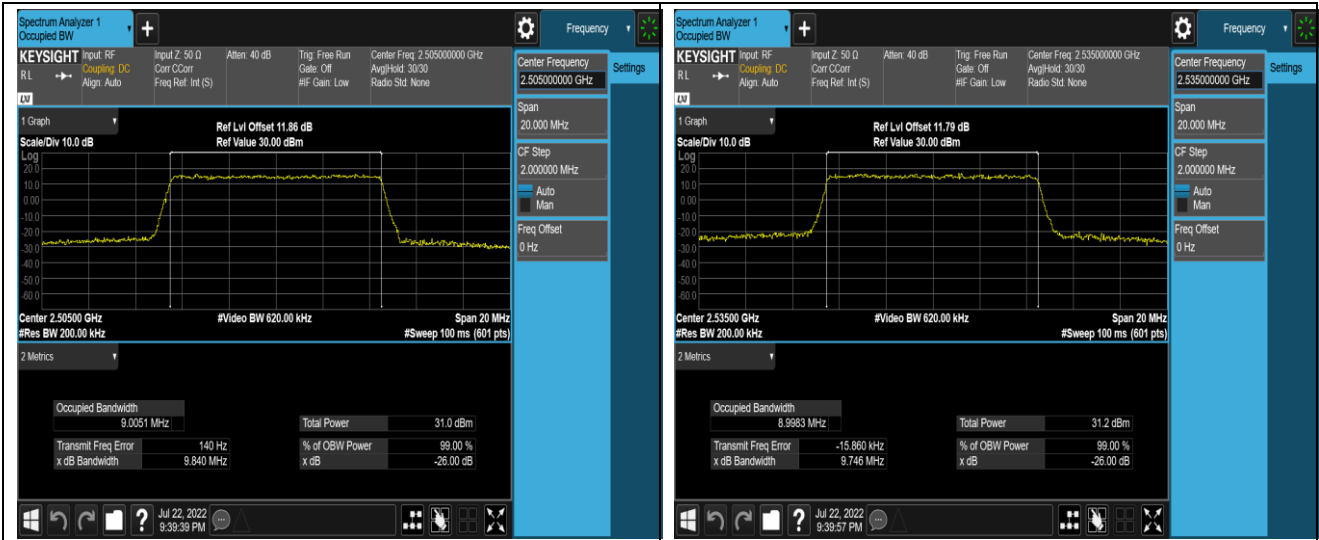 Spectrum Analyzer 1
Occupied BW
Frequency
KEYSIGHT
Input: RF
Coupling: DC
Align: Auto
Input Z: 50 Ω
Corr CCorr
Freq Ref: Int (S)
Atten: 40 dB
Trig: Free Run
Gate: Off
#IF Gain: Low
Center Freq: 2.505000000 GHz
Avg|Hold: 30/30
Radio Std: None
RL
LXI
Center Frequency
2.505000000 GHz
Settings
Span
20.000 MHz
CF Step
2.000000 MHz
Auto
Man
Freq Offset
0 Hz
1 Graph
Scale/Div 10.0 dB
Ref Lvl Offset 11.86 dB
Ref Value 30.00 dBm
Log
20.0
10.0
0.00
-10.0
-20.0
-30.0
-40.0
-50.0
-60.0
Center 2.50500 GHz
#Video BW 620.00 kHz
Span 20 MHz
#Res BW 200.00 kHz
#Sweep 100 ms (601 pts)
2 Metrics
Occupied Bandwidth
9.0051 MHz
Total Power 31.0 dBm
Transmit Freq Error 140 Hz
% of OBW Power 99.00 %
x dB Bandwidth 9.840 MHz
x dB -26.00 dB
?
Jul 22, 2022
9:39:39 PM
Spectrum Analyzer 1
Occupied BW
Frequency
KEYSIGHT
Input: RF
Coupling: DC
Align: Auto
Input Z: 50 Ω
Corr CCorr
Freq Ref: Int (S)
Atten: 40 dB
Trig: Free Run
Gate: Off
#IF Gain: Low
Center Freq: 2.535000000 GHz
Avg|Hold: 30/30
Radio Std: None
RL
LXI
Center Frequency
2.535000000 GHz
Settings
Span
20.000 MHz
CF Step
2.000000 MHz
Auto
Man
Freq Offset
0 Hz
1 Graph
Scale/Div 10.0 dB
Ref Lvl Offset 11.79 dB
Ref Value 30.00 dBm
Log
20.0
10.0
0.00
-10.0
-20.0
-30.0
-40.0
-50.0
-60.0
Center 2.53500 GHz
#Video BW 620.00 kHz
Span 20 MHz
#Res BW 200.00 kHz
#Sweep 100 ms (601 pts)
2 Metrics
Occupied Bandwidth
8.9983 MHz
Total Power 31.2 dBm
Transmit Freq Error -15.860 kHz
% of OBW Power 99.00 %
x dB Bandwidth 9.746 MHz
x dB -26.00 dB
?
Jul 22, 2022
9:39:57 PM